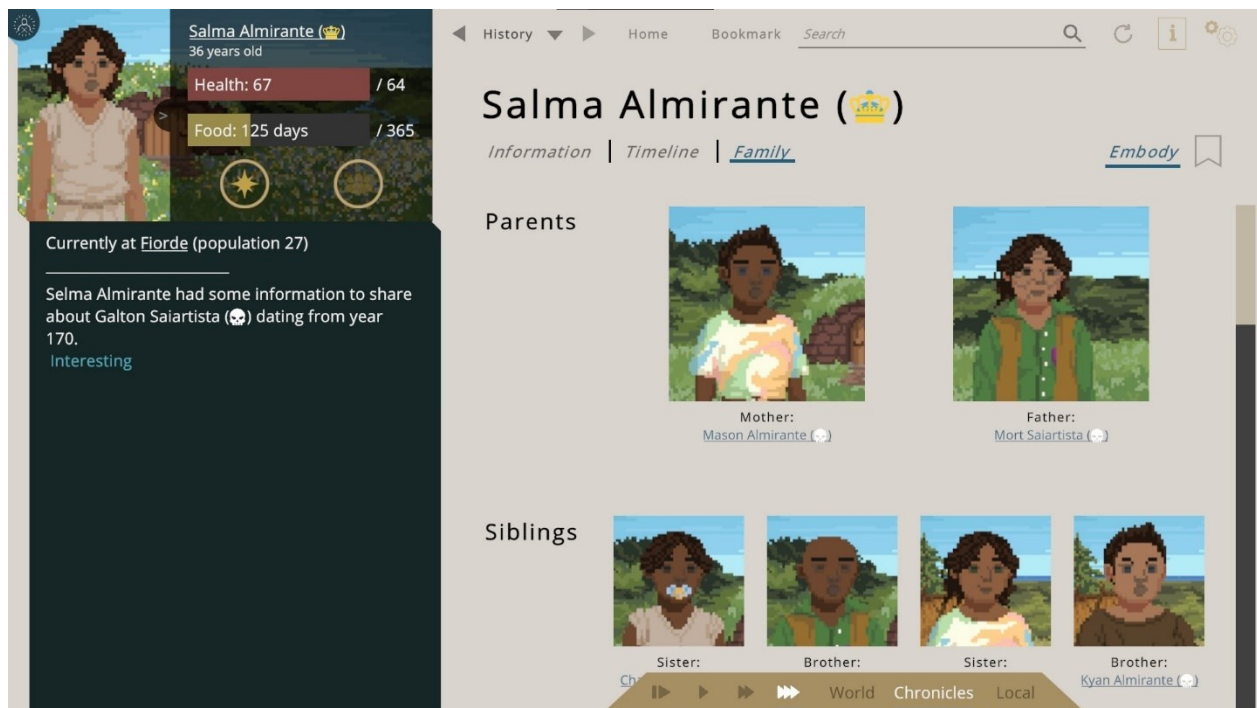 Salma Almirante (👑)
36 years old
Health: 67 / 64
Food: 125 days / 365
Currently at Fiorde (population 27)
Selma Almirante had some information to share
about Galton Saiartista (💀) dating from year
170.
Interesting
History Home Bookmark Search
Salma Almirante (👑)
Information | Timeline | Family Embody
Parents
Mother:
Mason Almirante (💀)
Father:
Mort Saiartista (💀)
Siblings
Sister:
Brother:
Sister:
Brother:
Kyan Almirante (💀)
World Chronicles Local